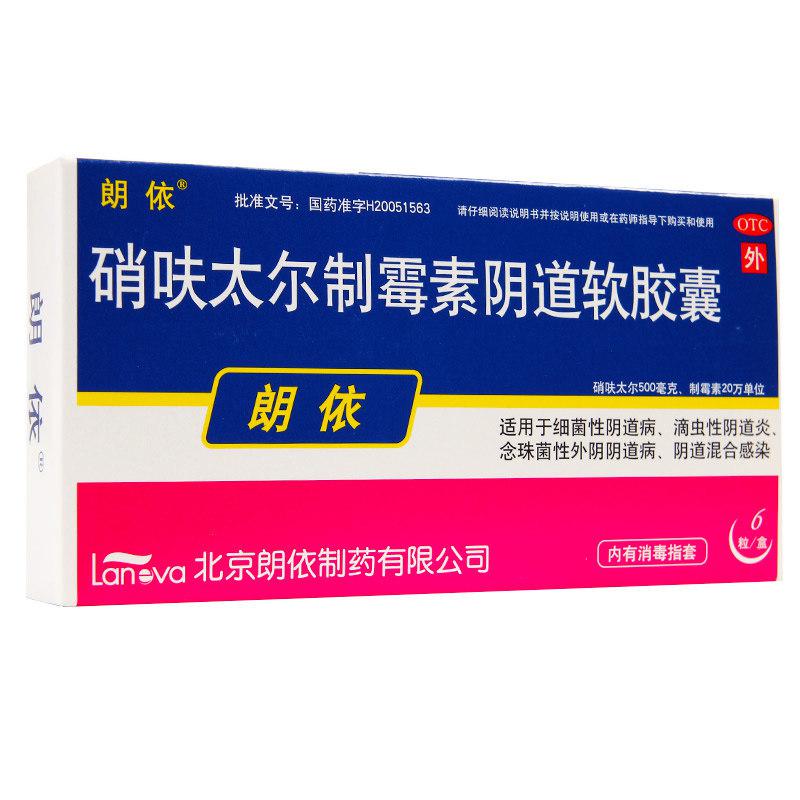 朗依®
批准文号：国药准字H20051563
请仔细阅读说明书并按说明使用或在药师指导下购买和使用
OTC
外
硝呋太尔制霉素阴道软胶囊
朗依®
硝呋太尔500毫克、制霉素20万单位
朗依
适用于细菌性阴道病、滴虫性阴道炎、
念珠菌性外阴阴道病、阴道混合感染
6
粒/盒
内有消毒指套
Laneva 北京朗依制药有限公司